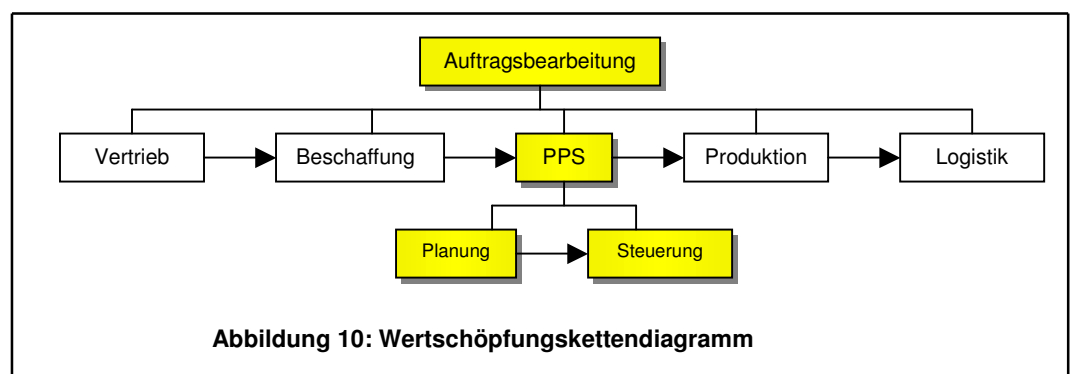 Auftragsbearbeitung
Vertrieb
Beschaffung
PPS
Produktion
Logistik
Planung
Steuerung
Abbildung 10: Wertschöpfungskettendiagramm